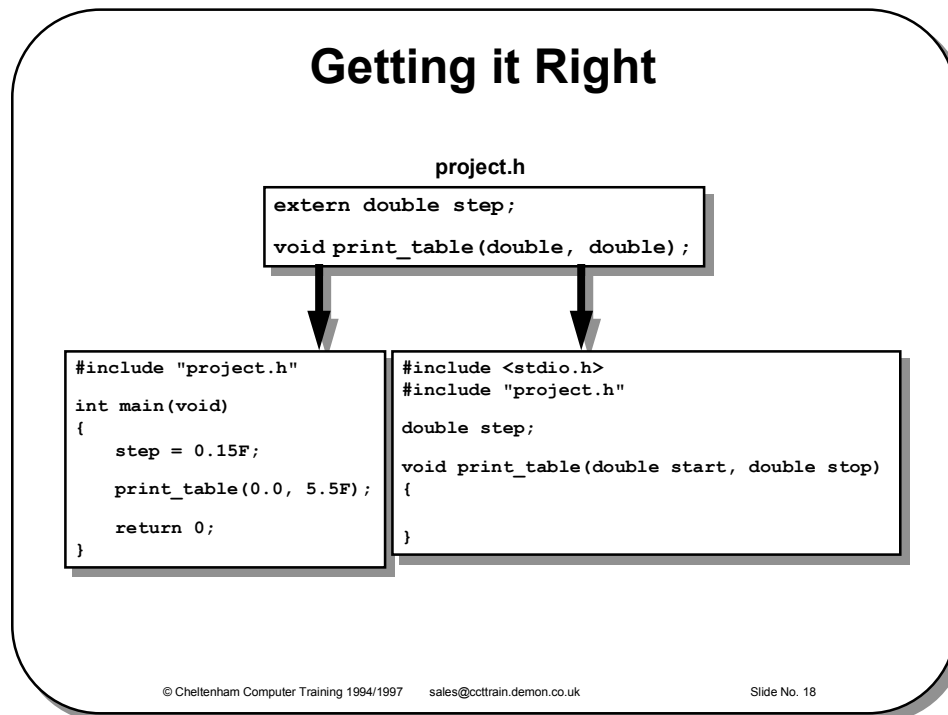 Getting it Right
project.h
extern double step;
void print_table(double, double);
#include "project.h"
int main(void)
{
    step = 0.15F;
    print_table(0.0, 5.5F);
    return 0;
}
#include <stdio.h>
#include "project.h"
double step;
void print_table(double start, double stop)
{
}
© Cheltenham Computer Training 1994/1997 sales@ccttrain.demon.co.uk Slide No. 18